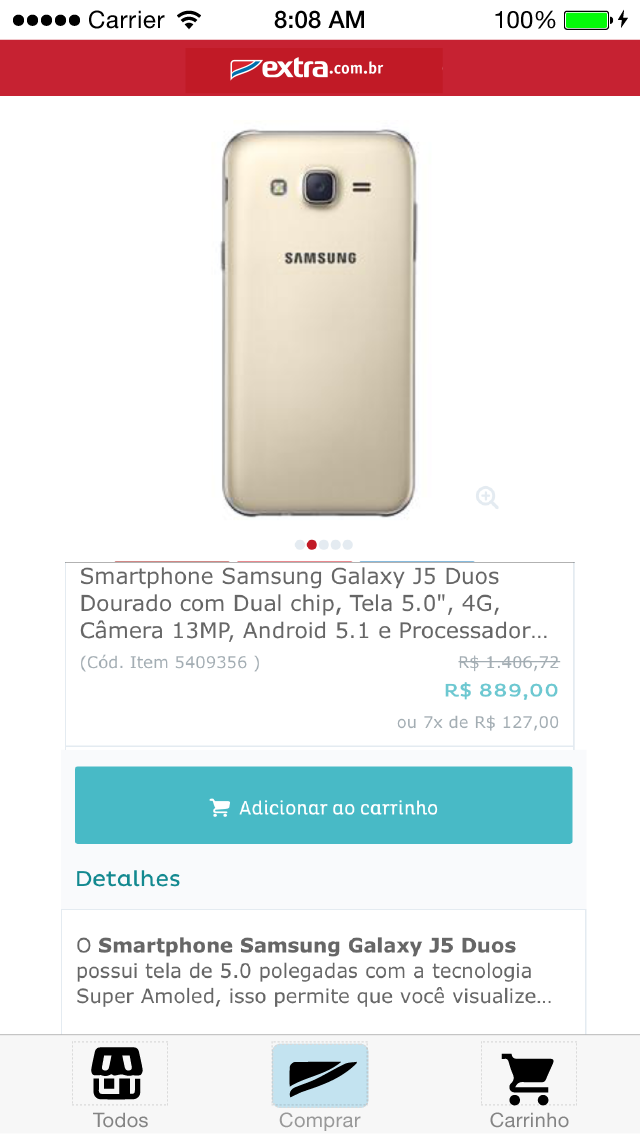 Carrier 8:08 AM 100%
extra.com.br
SAMSUNG
Smartphone Samsung Galaxy J5 Duos
Dourado com Dual chip, Tela 5.0", 4G,
Câmera 13MP, Android 5.1 e Processador...
(Cód. Item 5409356 ) R$ 1.406,72
R$ 889,00
ou 7x de R$ 127,00
Adicionar ao carrinho
Detalhes
O Smartphone Samsung Galaxy J5 Duos
possui tela de 5.0 polegadas com a tecnologia
Super Amoled, isso permite que você visualize...
Todos Comprar Carrinho